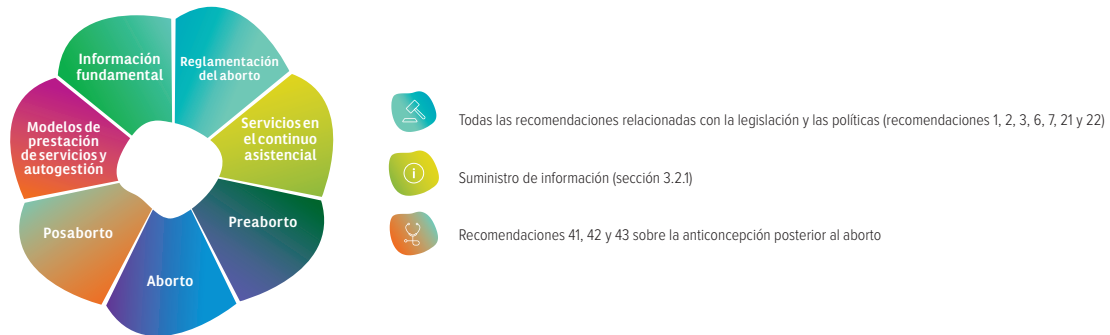 Información
fundamental
Reglamentación
del aborto
Servicios en
el continuo
asistencial
Preaborto
Aborto
Posaborto
Modelos de
prestación
de servicios y
autogestión
Todas las recomendaciones relacionadas con la legislación y las políticas (recomendaciones 1, 2, 3, 6, 7, 21 y 22)
Suministro de información (sección 3.2.1)
Recomendaciones 41, 42 y 43 sobre la anticoncepción posterior al aborto